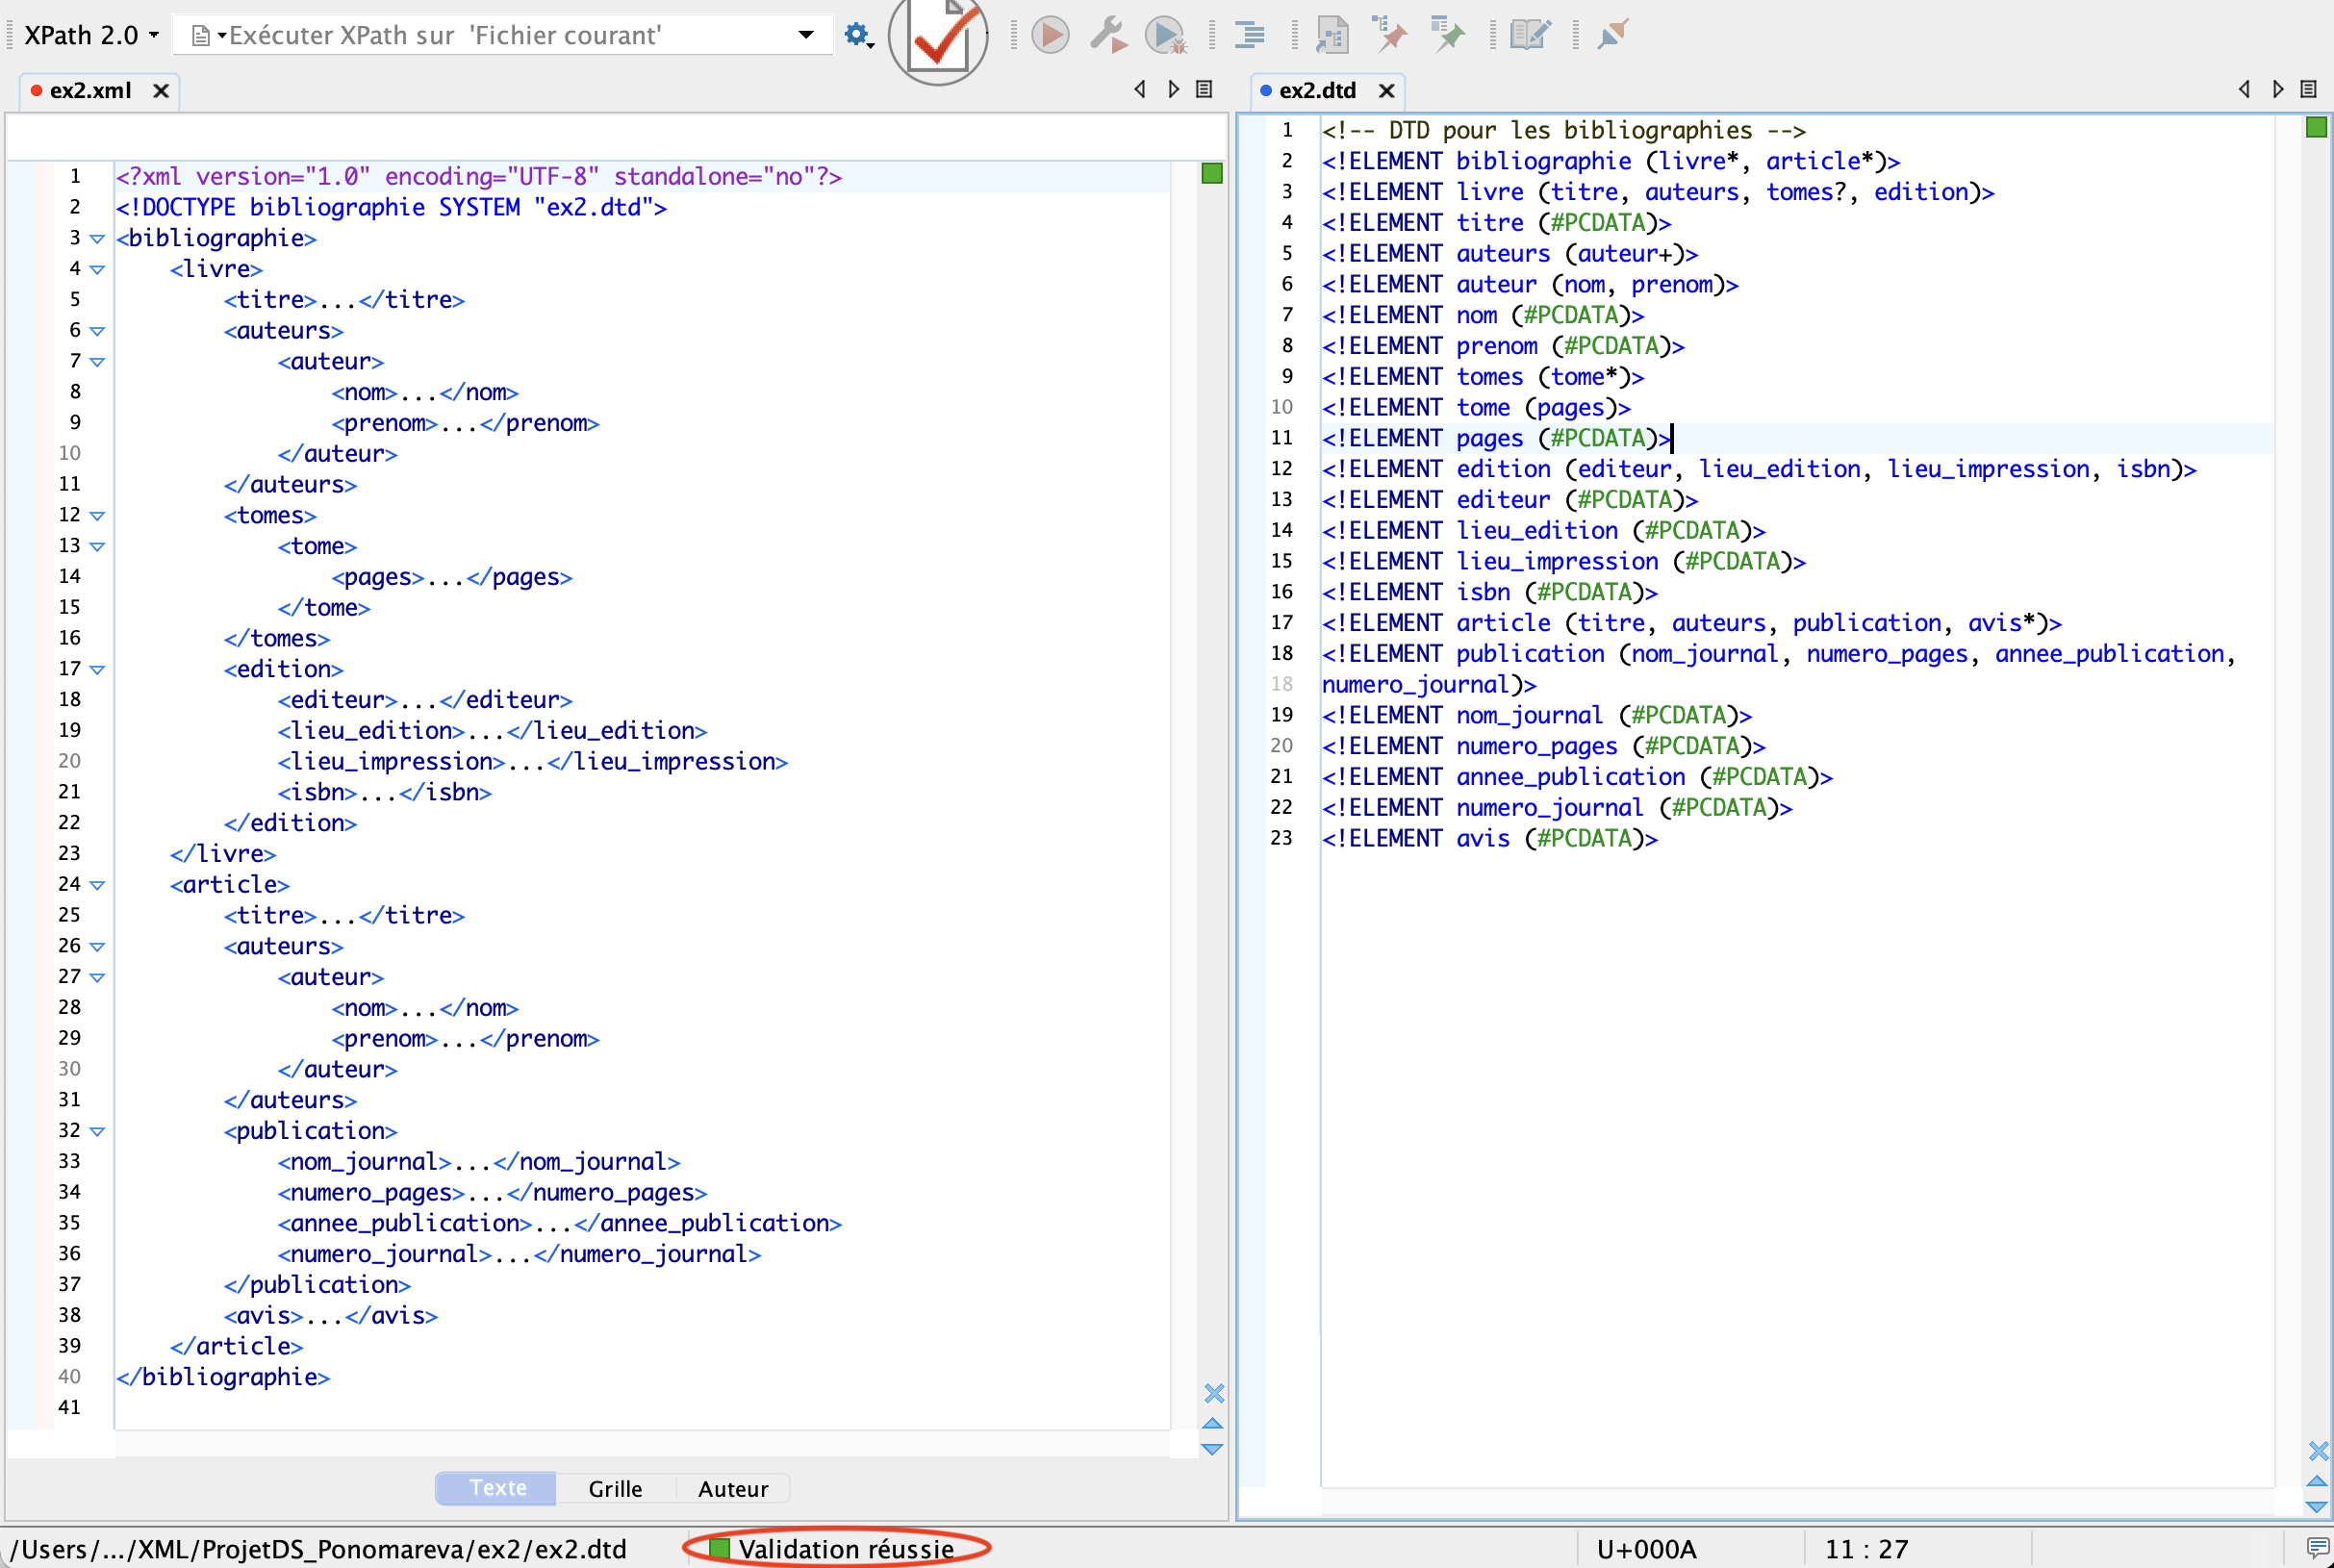 XPath 2.0 Exécuter XPath sur 'Fichier courant'
ex2.xml
1 <?xml version="1.0" encoding="UTF-8" standalone="no"?>
2 <!DOCTYPE bibliographie SYSTEM "ex2.dtd">
3 <bibliographie>
4 <livre>
5 <titre>...</titre>
6 <auteurs>
7 <auteur>
8 <nom>...</nom>
9 <prenom>...</prenom>
10 </auteur>
11 </auteurs>
12 <tomes>
13 <tome>
14 <pages>...</pages>
15 </tome>
16 </tomes>
17 <edition>
18 <editeur>...</editeur>
19 <lieu_edition>...</lieu_edition>
20 <lieu_impression>...</lieu_impression>
21 <isbn>...</isbn>
22 </edition>
23 </livre>
24 <article>
25 <titre>...</titre>
26 <auteurs>
27 <auteur>
28 <nom>...</nom>
29 <prenom>...</prenom>
30 </auteur>
31 </auteurs>
32 <publication>
33 <nom_journal>...</nom_journal>
34 <numero_pages>...</numero_pages>
35 <annee_publication>...</annee_publication>
36 <numero_journal>...</numero_journal>
37 </publication>
38 <avis>...</avis>
39 </article>
40 </bibliographie>
41
Texte Grille Auteur
ex2.dtd
1 <!-- DTD pour les bibliographies -->
2 <!ELEMENT bibliographie (livre*, article*)>
3 <!ELEMENT livre (titre, auteurs, tomes?, edition)>
4 <!ELEMENT titre (#PCDATA)>
5 <!ELEMENT auteurs (auteur+)>
6 <!ELEMENT auteur (nom, prenom)>
7 <!ELEMENT nom (#PCDATA)>
8 <!ELEMENT prenom (#PCDATA)>
9 <!ELEMENT tomes (tome*)>
10 <!ELEMENT tome (pages)>
11 <!ELEMENT pages (#PCDATA)>
12 <!ELEMENT edition (editeur, lieu_edition, lieu_impression, isbn)>
13 <!ELEMENT editeur (#PCDATA)>
14 <!ELEMENT lieu_edition (#PCDATA)>
15 <!ELEMENT lieu_impression (#PCDATA)>
16 <!ELEMENT isbn (#PCDATA)>
17 <!ELEMENT article (titre, auteurs, publication, avis*)>
18 <!ELEMENT publication (nom_journal, numero_pages, annee_publication,
18 numero_journal)>
19 <!ELEMENT nom_journal (#PCDATA)>
20 <!ELEMENT numero_pages (#PCDATA)>
21 <!ELEMENT annee_publication (#PCDATA)>
22 <!ELEMENT numero_journal (#PCDATA)>
23 <!ELEMENT avis (#PCDATA)>
/Users/.../XML/ProjetDS_Ponomareva/ex2/ex2.dtd Validation réussie U+000A 11 : 27